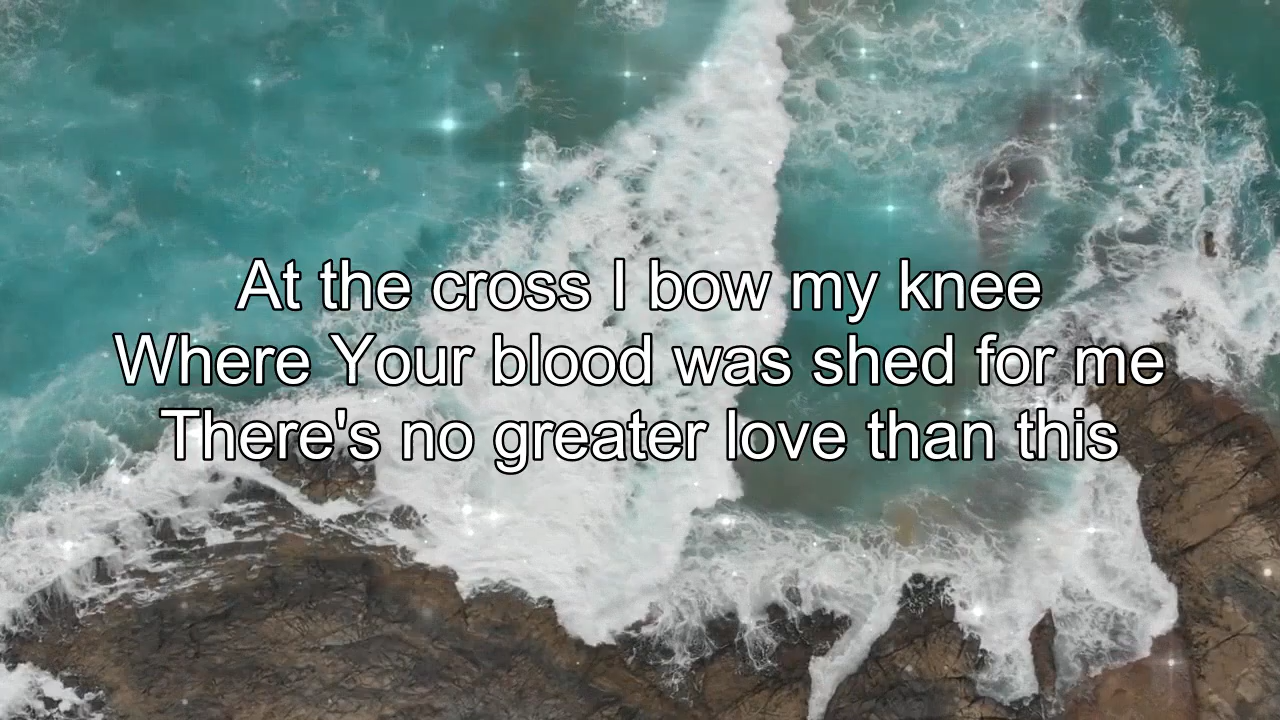 At the cross I bow my knee
Where Your blood was shed for me
There's no greater love than this